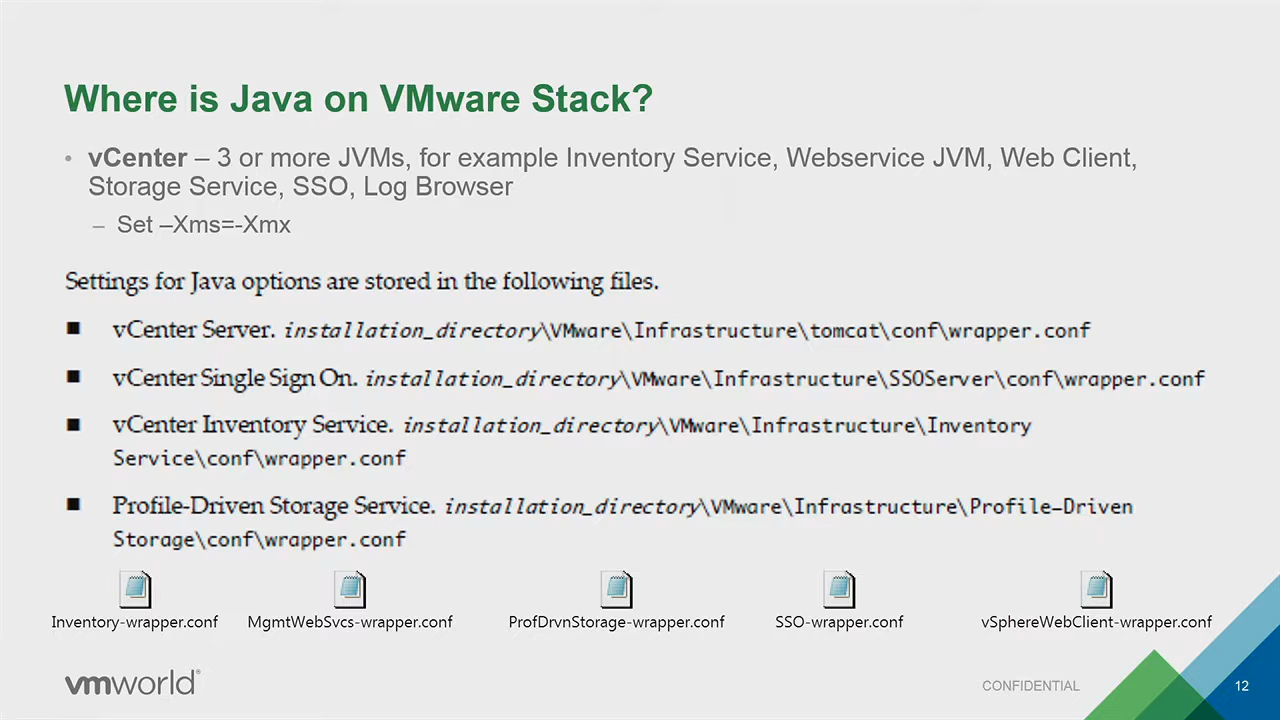 Where is Java on VMware Stack?
• vCenter – 3 or more JVMs, for example Inventory Service, Webservice JVM, Web Client,
Storage Service, SSO, Log Browser
– Set –Xms=-Xmx
Settings for Java options are stored in the following files.
■ vCenter Server. installation_directory\VMware\Infrastructure\tomcat\conf\wrapper.conf
■ vCenter Single Sign On. installation_directory\VMware\Infrastructure\SSOServer\conf\wrapper.conf
■ vCenter Inventory Service. installation_directory\VMware\Infrastructure\Inventory
Service\conf\wrapper.conf
■ Profile-Driven Storage Service. installation_directory\VMware\Infrastructure\Profile-Driven
Storage\conf\wrapper.conf
Inventory-wrapper.conf MgmtWebSvcs-wrapper.conf ProfDrvnStorage-wrapper.conf SSO-wrapper.conf vSphereWebClient-wrapper.conf
vmworld® CONFIDENTIAL 12